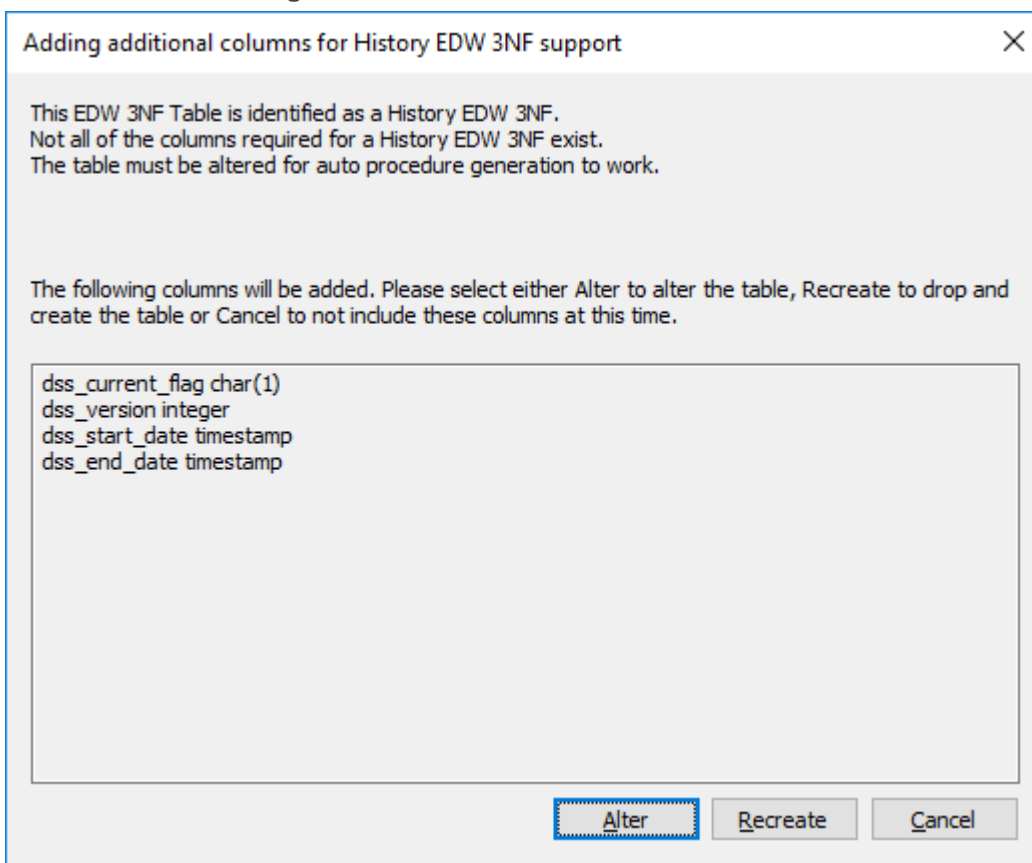 Adding additional columns for History EDW 3NF support
This EDW 3NF Table is identified as a History EDW 3NF.
Not all of the columns required for a History EDW 3NF exist.
The table must be altered for auto procedure generation to work.
The following columns will be added. Please select either Alter to alter the table, Recreate to drop and
create the table or Cancel to not include these columns at this time.
dss_current_flag char(1)
dss_version integer
dss_start_date timestamp
dss_end_date timestamp
Alter Recreate Cancel